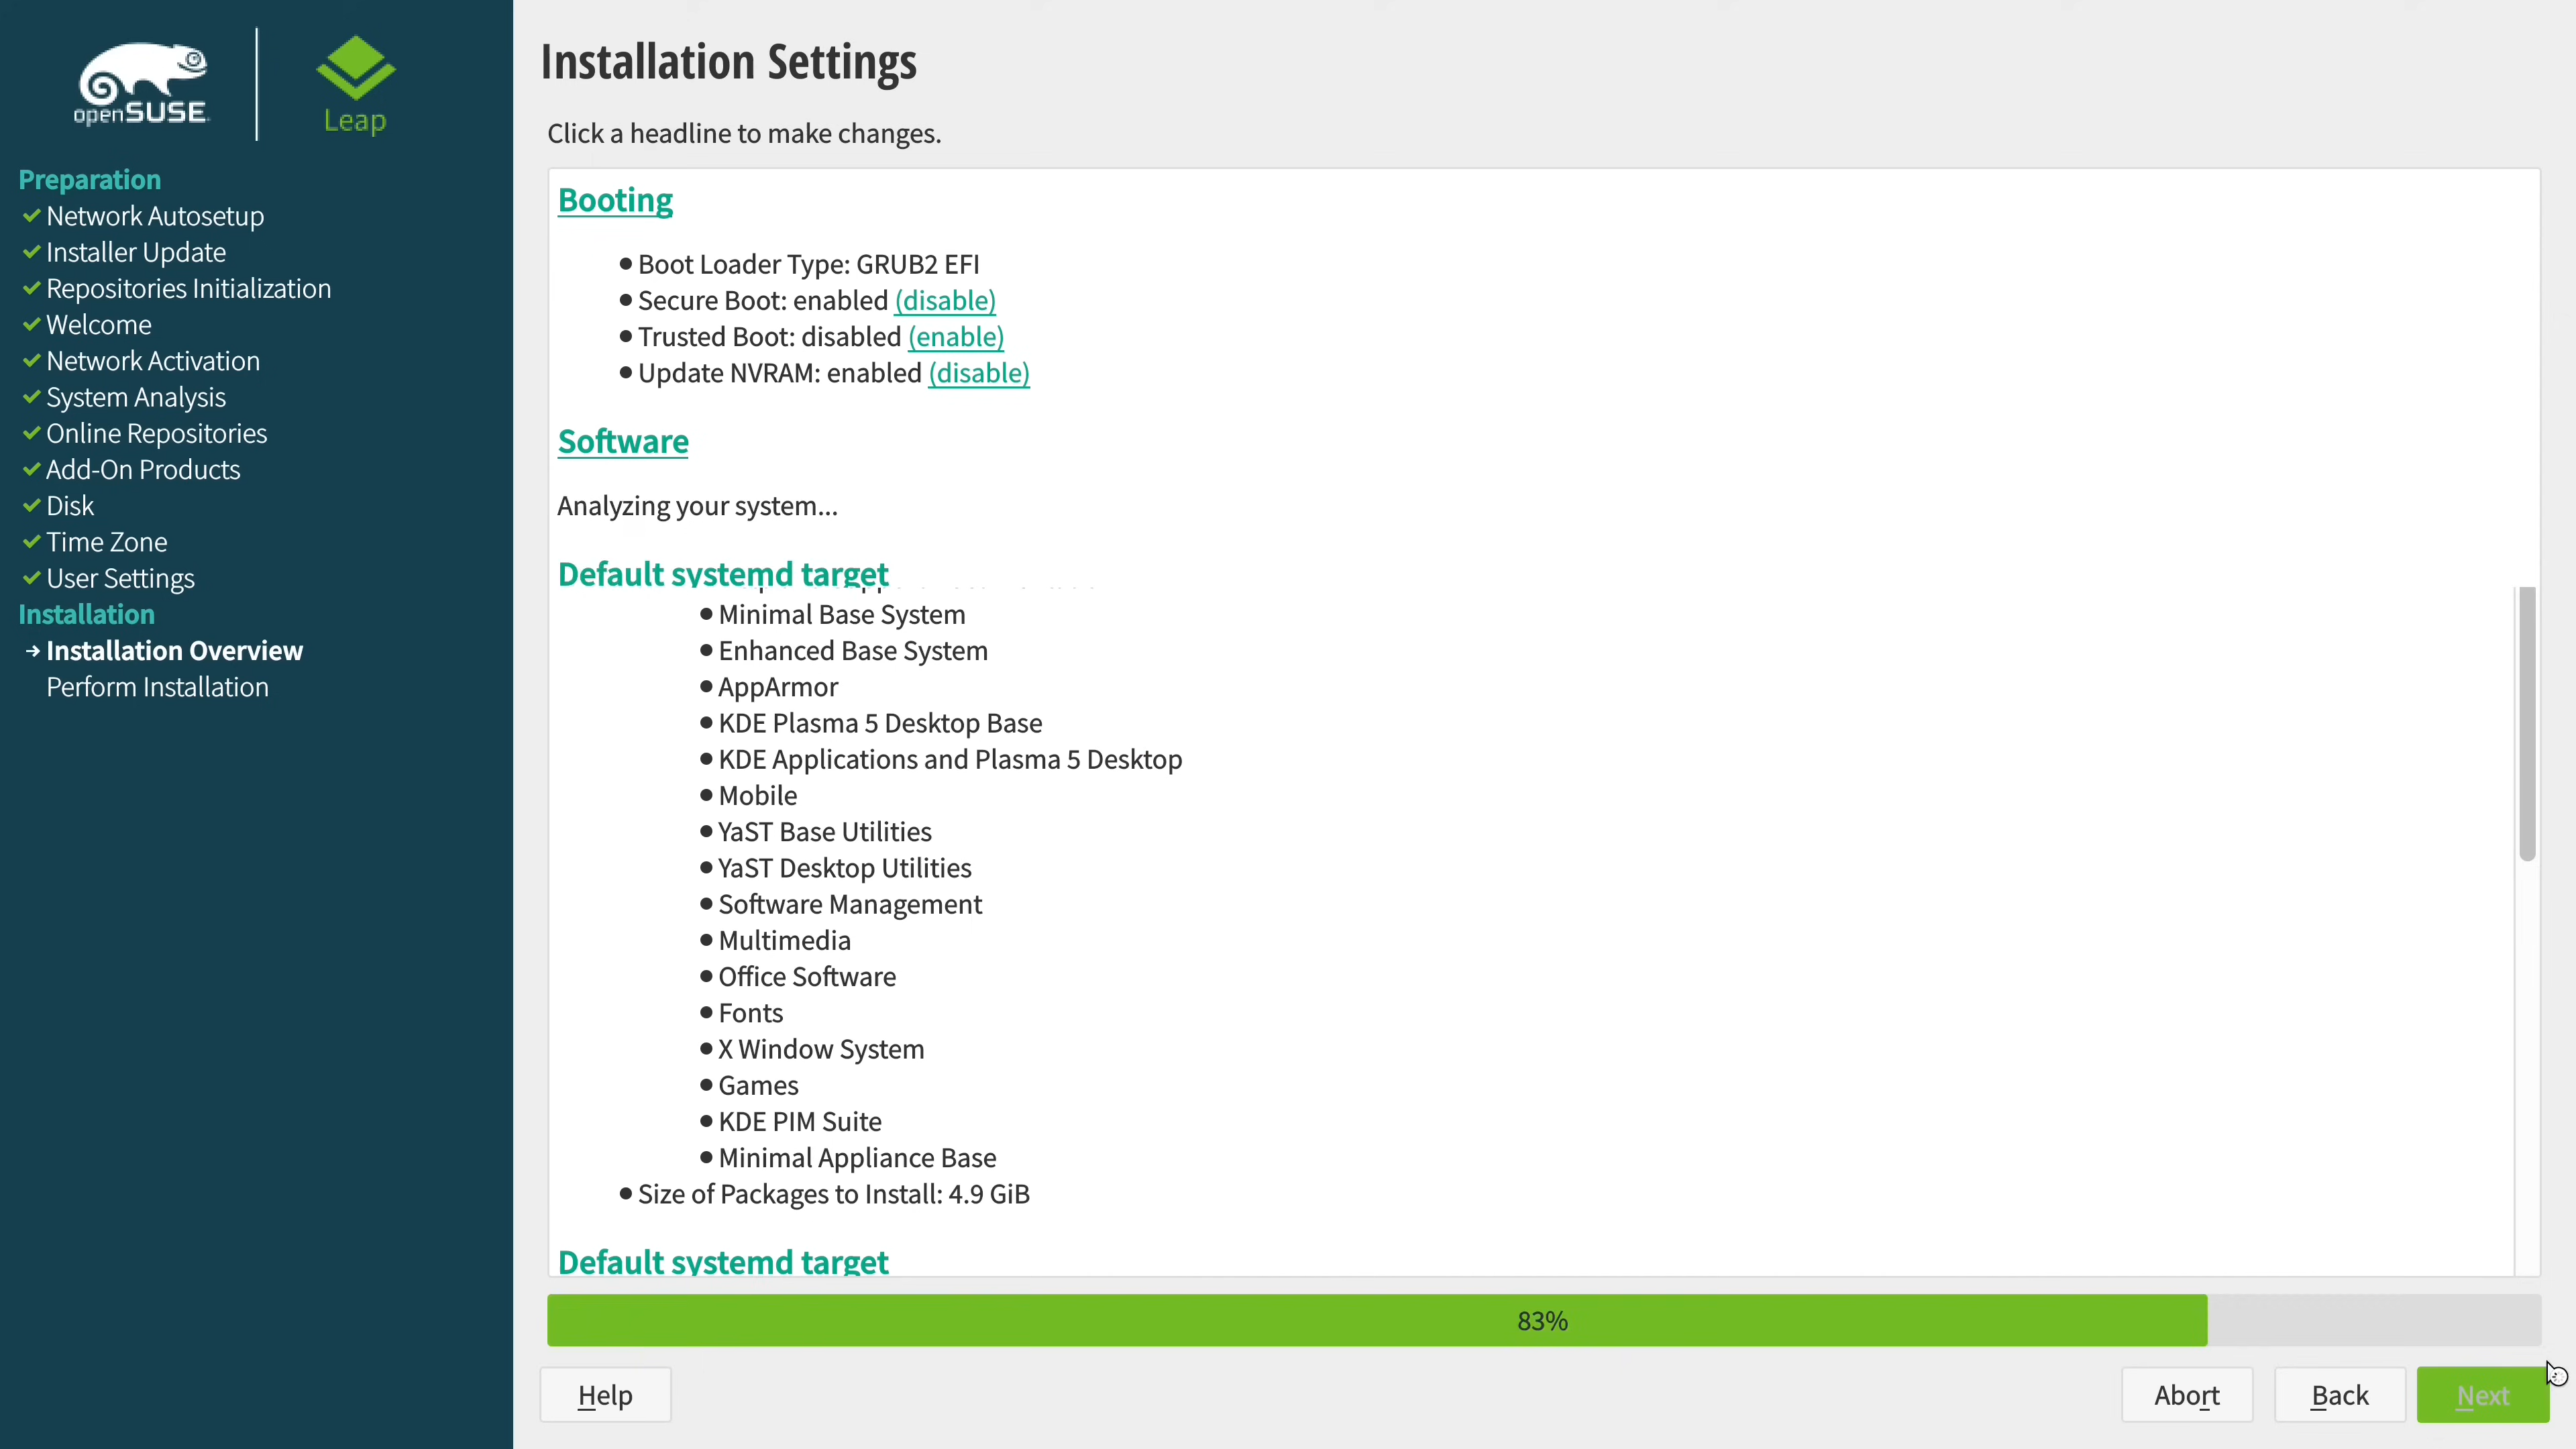 openSUSE
Leap
Preparation
Network Autosetup
Installer Update
Repositories Initialization
Welcome
Network Activation
System Analysis
Online Repositories
Add-On Products
Disk
Time Zone
User Settings
Installation
Installation Overview
Perform Installation
Installation Settings
Click a headline to make changes.
Booting
Boot Loader Type: GRUB2 EFI
Secure Boot: enabled (disable)
Trusted Boot: disabled (enable)
Update NVRAM: enabled (disable)
Software
Analyzing your system...
Default systemd target
Minimal Base System
Enhanced Base System
AppArmor
KDE Plasma 5 Desktop Base
KDE Applications and Plasma 5 Desktop
Mobile
YaST Base Utilities
YaST Desktop Utilities
Software Management
Multimedia
Office Software
Fonts
X Window System
Games
KDE PIM Suite
Minimal Appliance Base
Size of Packages to Install: 4.9 GiB
Default systemd target
83%
Help
Abort
Back
Next